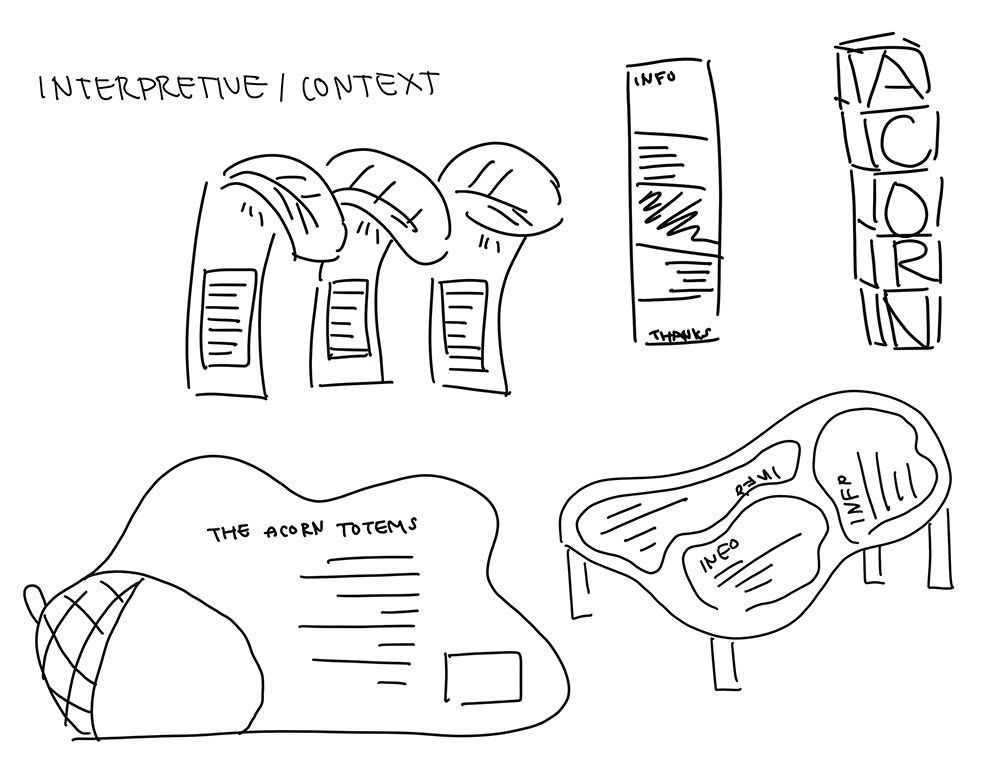 INTERPRETIVE / CONTEXT
INFO
THANKS
A
C
O
R
N
THE ACORN TOTEMS
INFO
INFO
INFO